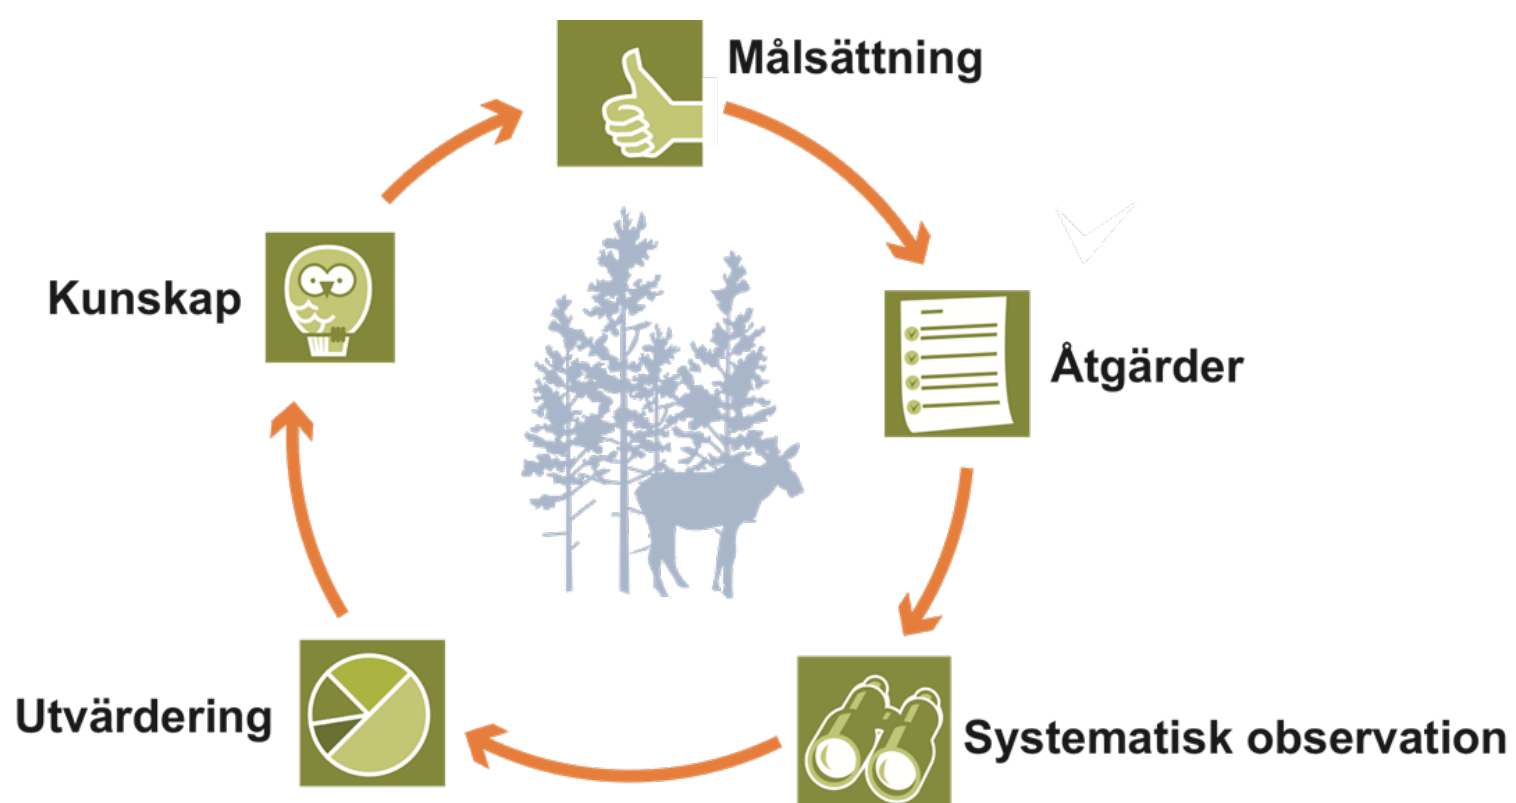 Målsättning
Åtgärder
Systematisk observation
Utvärdering
Kunskap